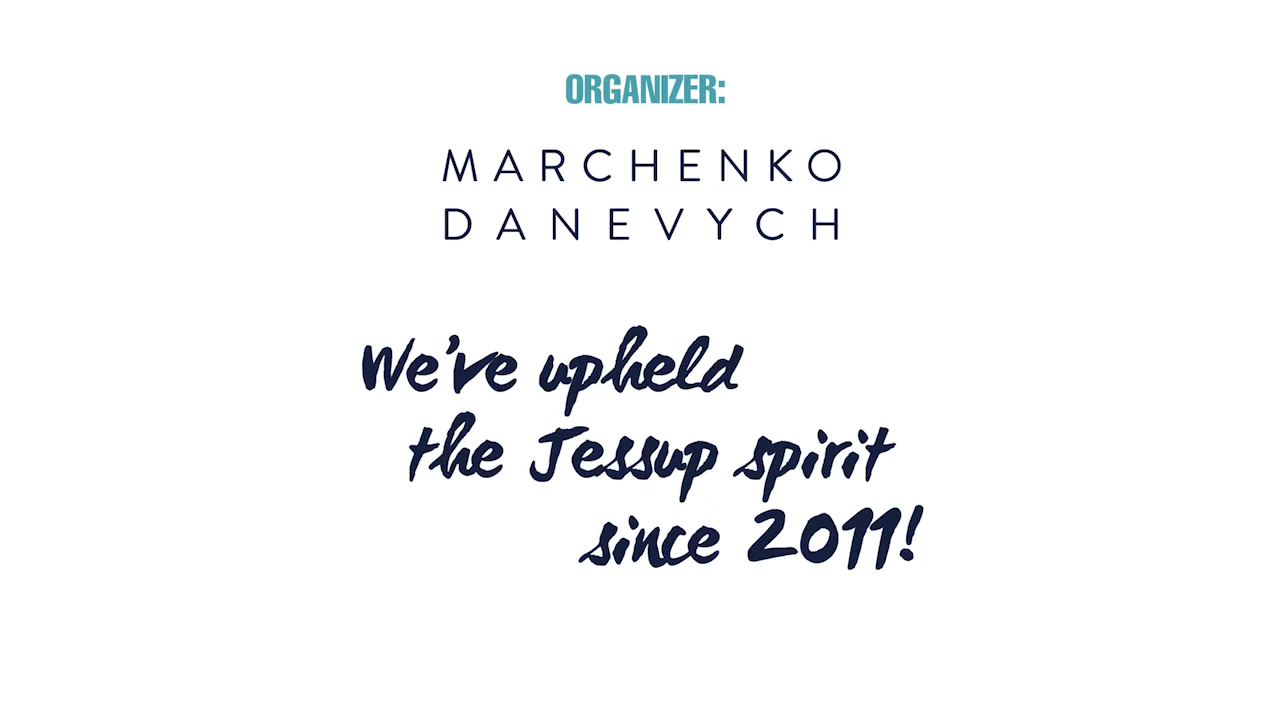 ORGANIZER:
MARCHENKO
DANEVYCH
We've upheld
the Jessup spirit
since 2011!